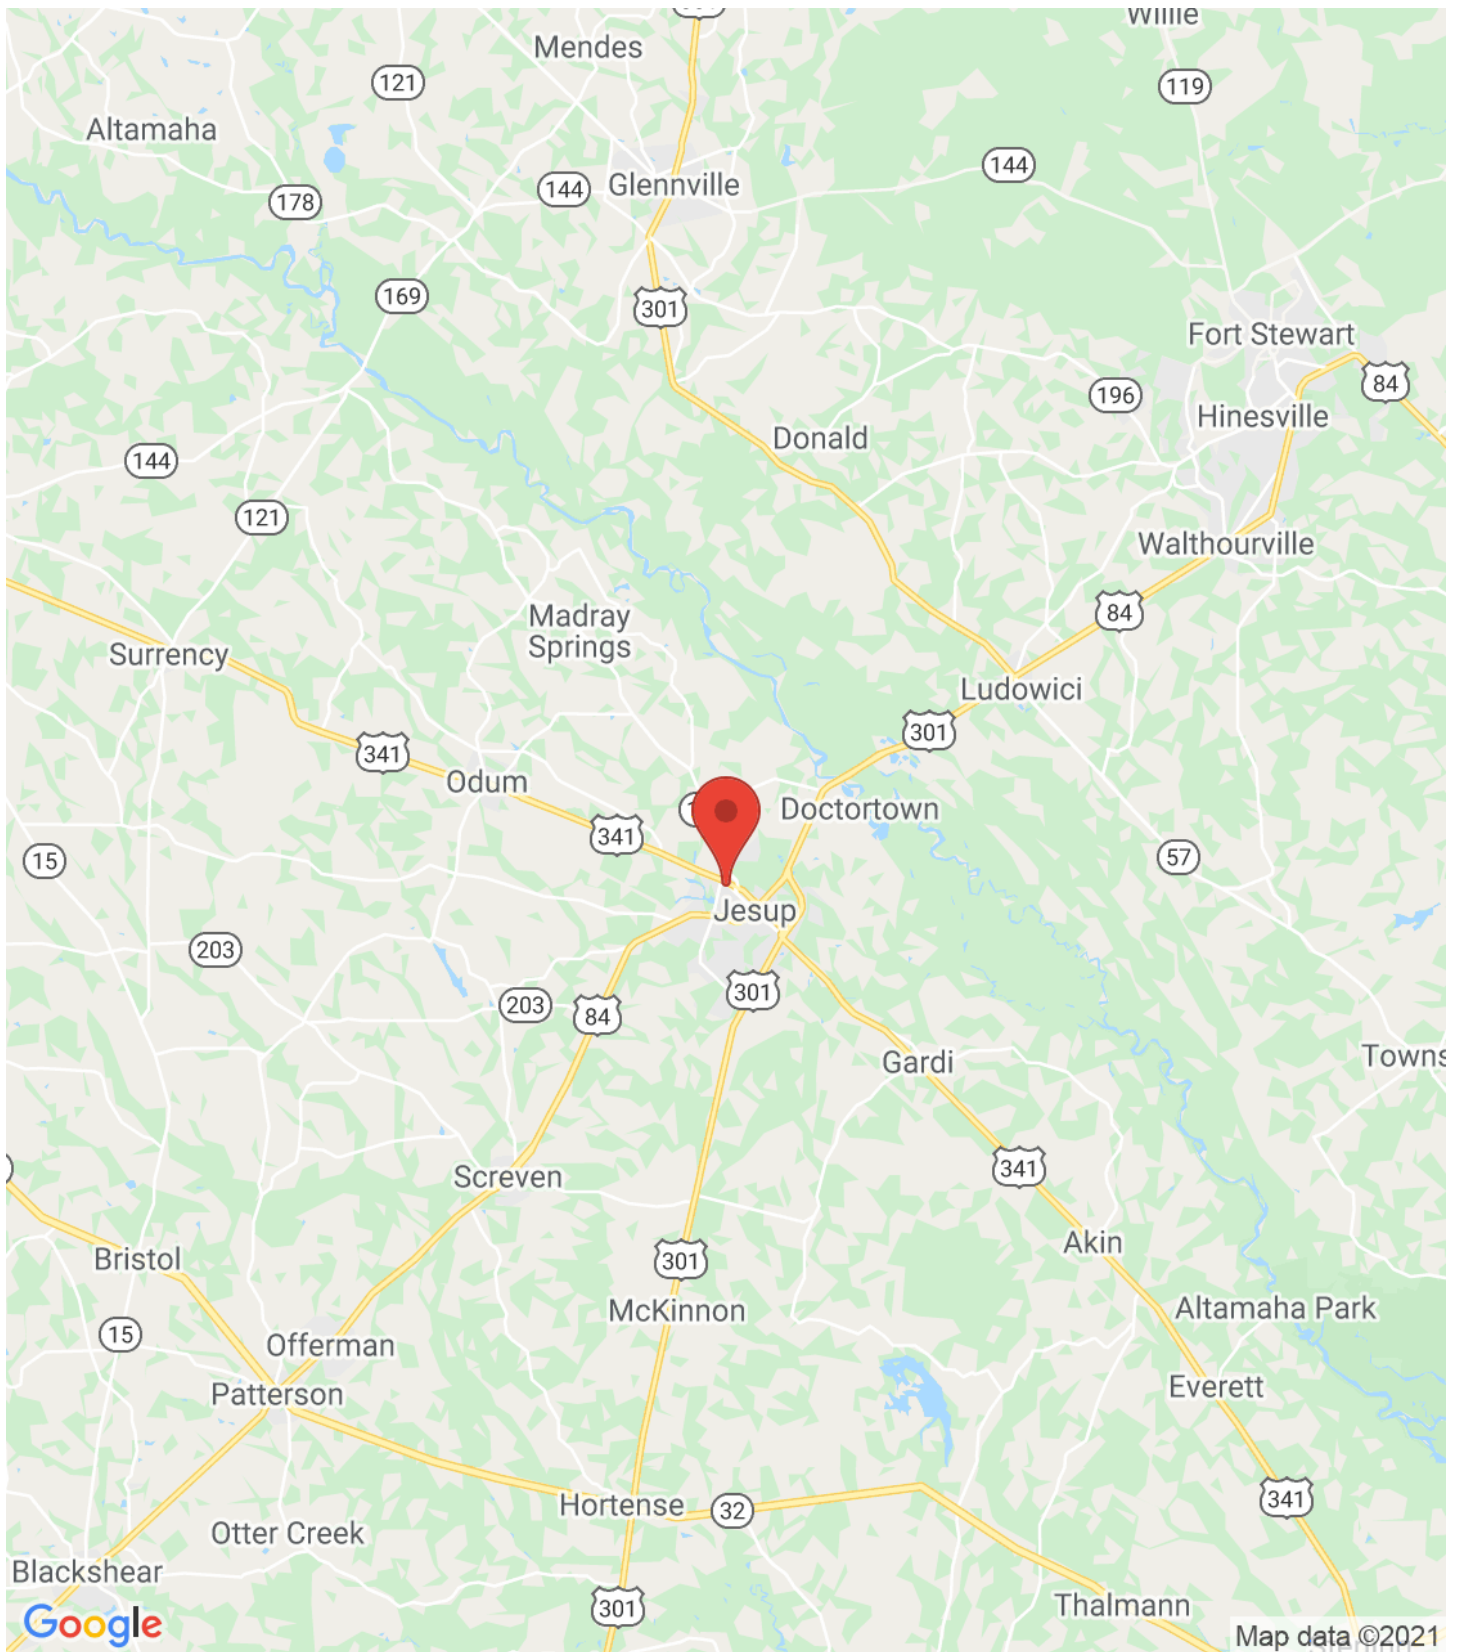 Willie
Mendes
121
119
Altamaha
144
144
Glennville
178
169
301
Fort Stewart
84
196
Hinesville
Donald
144
121
Walthourville
84
Madray
Springs
Surrency
Ludowici
301
341
Odum
Doctortown
341
15
57
Jesup
203
301
203
84
Towns
Gardi
341
Screven
Akin
Bristol
301
Altamaha Park
McKinnon
15
Offerman
Everett
Patterson
341
Hortense
32
Otter Creek
Blackshear
301
Thalmann
Google
Map data ©2021